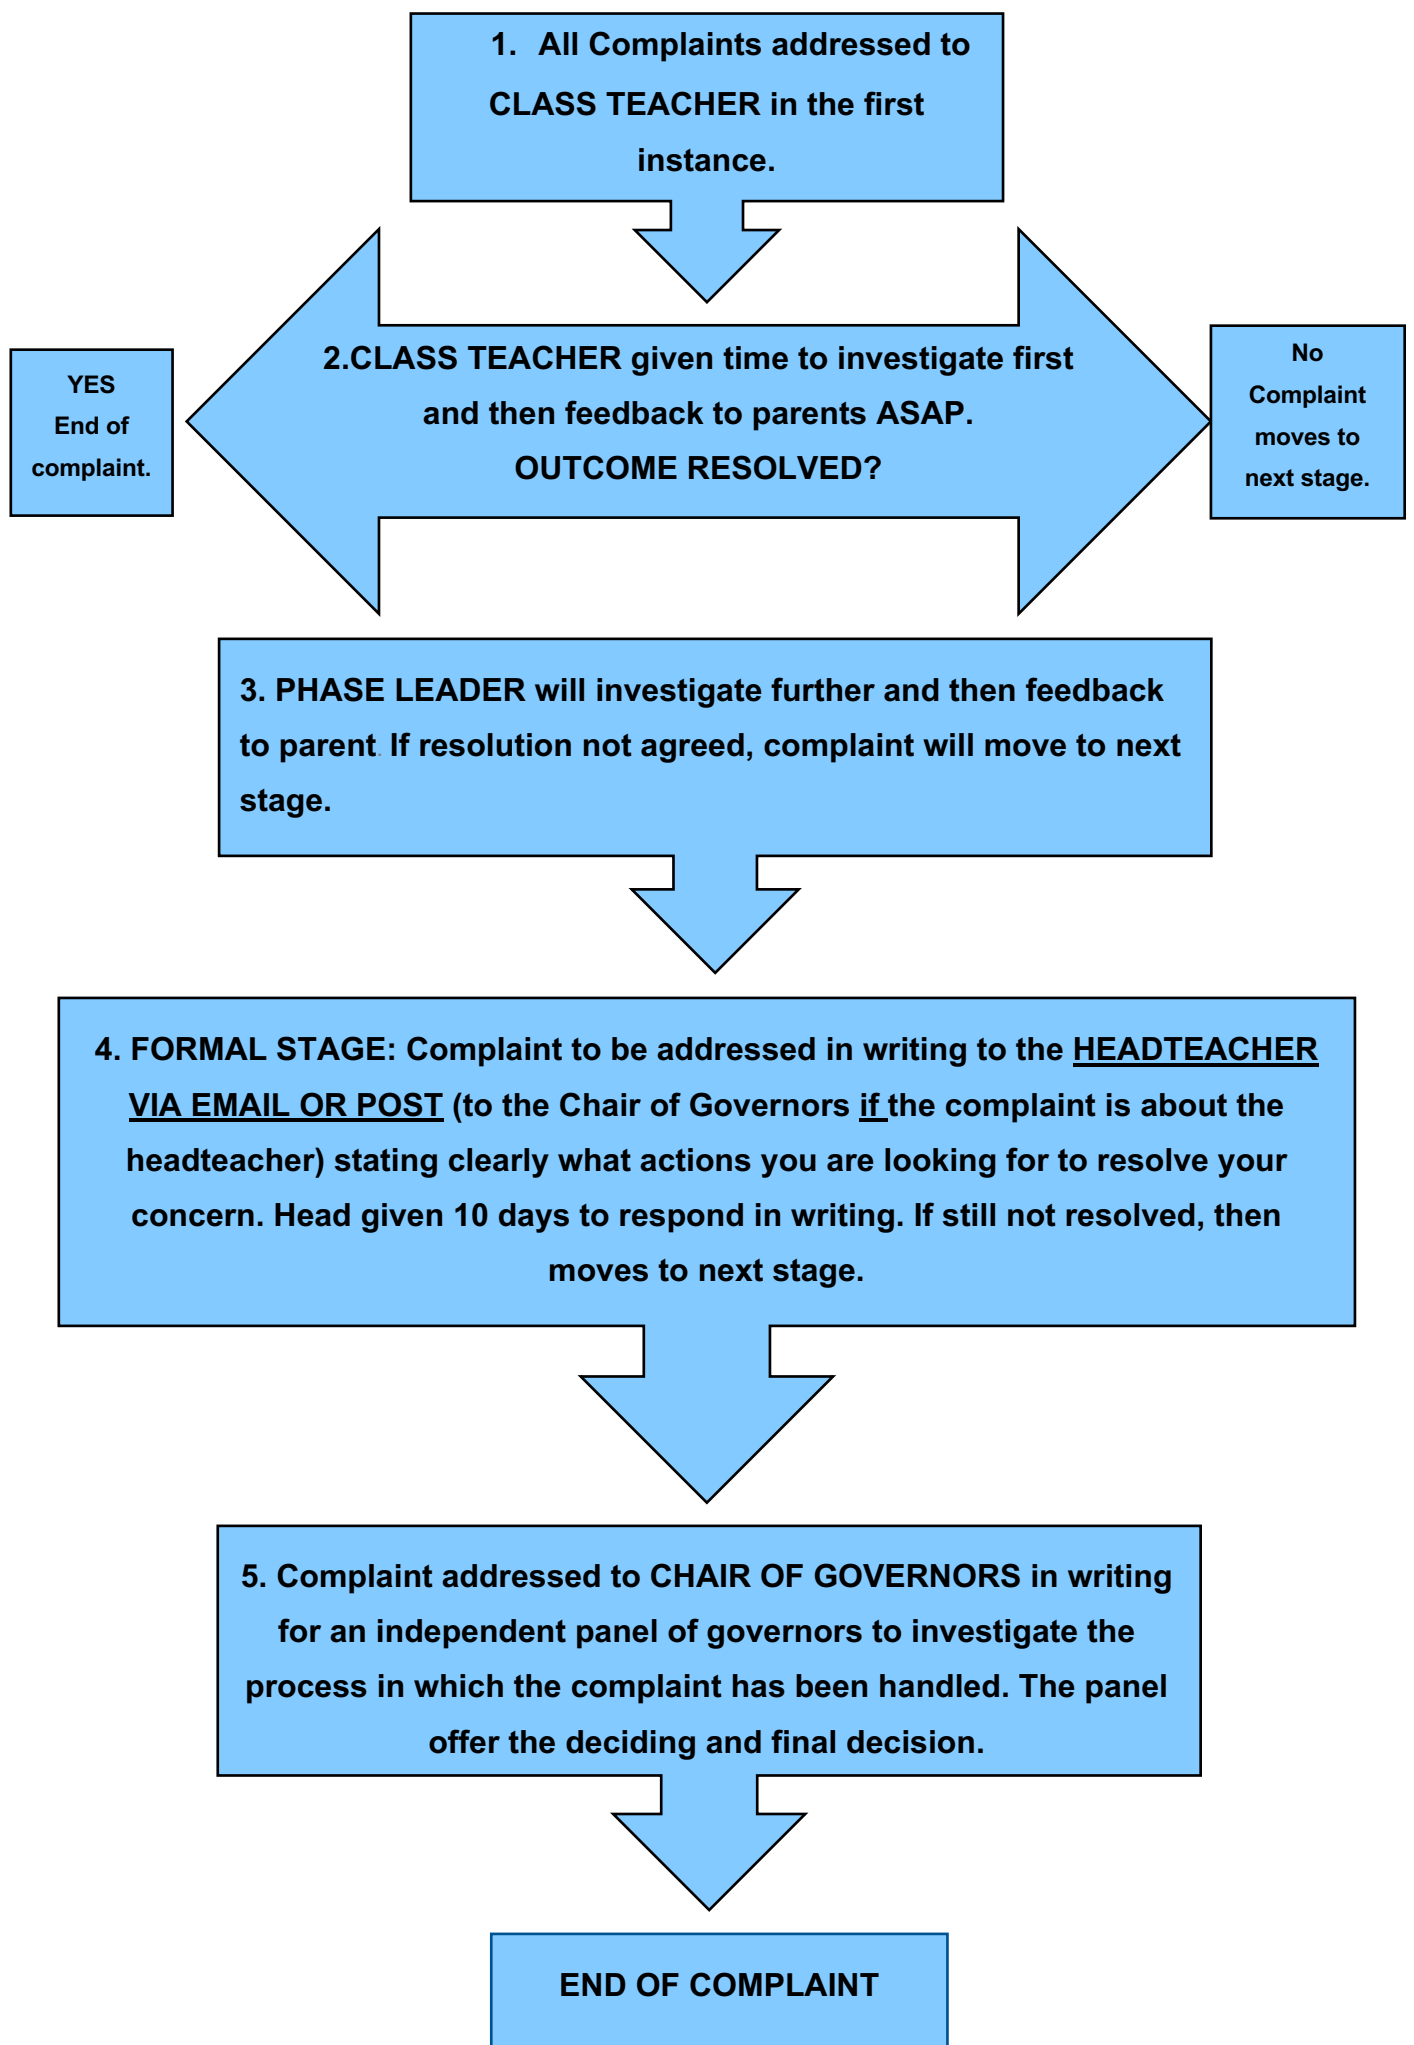 1. All Complaints addressed to
CLASS TEACHER in the first
instance.
2.CLASS TEACHER given time to investigate first
and then feedback to parents ASAP.
OUTCOME RESOLVED?
YES
End of
complaint.
No
Complaint
moves to
next stage.
3. PHASE LEADER will investigate further and then feedback
to parent. If resolution not agreed, complaint will move to next
stage.
4. FORMAL STAGE: Complaint to be addressed in writing to the HEADTEACHER
VIA EMAIL OR POST (to the Chair of Governors if the complaint is about the
headteacher) stating clearly what actions you are looking for to resolve your
concern. Head given 10 days to respond in writing. If still not resolved, then
moves to next stage.
5. Complaint addressed to CHAIR OF GOVERNORS in writing
for an independent panel of governors to investigate the
process in which the complaint has been handled. The panel
offer the deciding and final decision.
END OF COMPLAINT